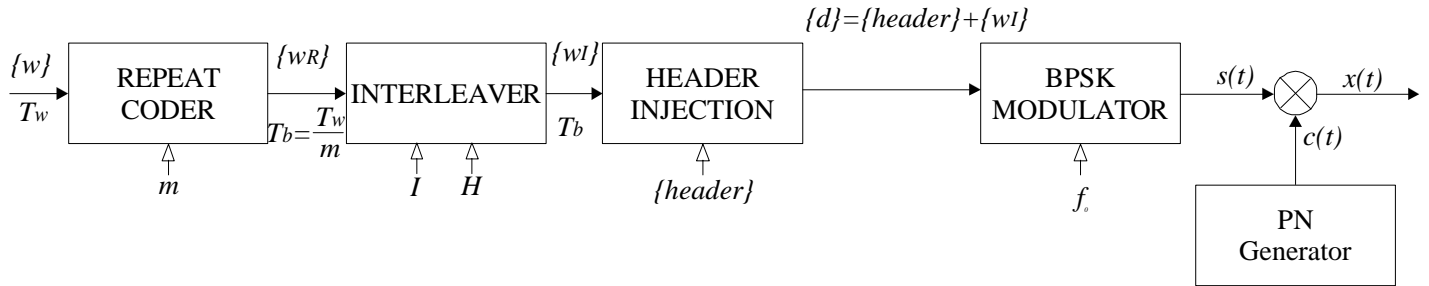 {w}
Tw
REPEAT
CODER
m
{wR}
Tb=Tw/m
INTERLEAVER
I
H
{wI}
Tb
HEADER
INJECTION
{header}
{d}={header}+{wI}
BPSK
MODULATOR
fo
s(t)
x(t)
c(t)
PN
Generator